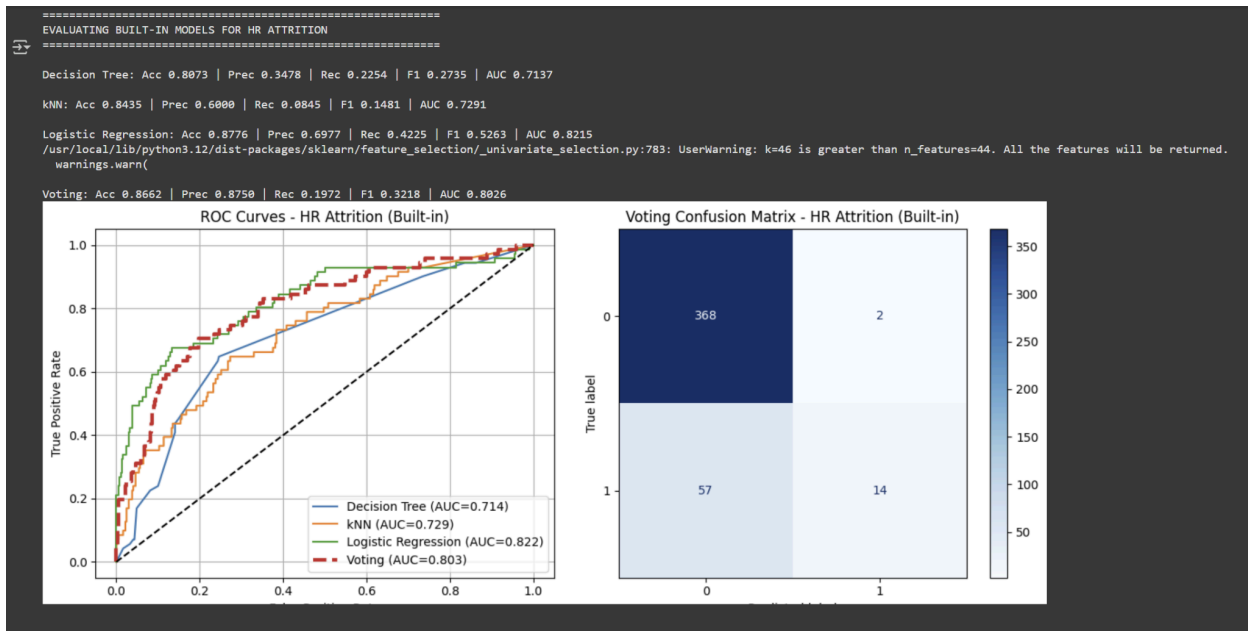 ============================================================
EVALUATING BUILT-IN MODELS FOR HR ATTRITION
============================================================
Decision Tree: Acc 0.8073 | Prec 0.3478 | Rec 0.2254 | F1 0.2735 | AUC 0.7137
kNN: Acc 0.8435 | Prec 0.6000 | Rec 0.0845 | F1 0.1481 | AUC 0.7291
Logistic Regression: Acc 0.8776 | Prec 0.6977 | Rec 0.4225 | F1 0.5263 | AUC 0.8215
/usr/local/lib/python3.12/dist-packages/sklearn/feature_selection/_univariate_selection.py:783: UserWarning: k=46 is greater than n_features=44. All the features will be returned.
warnings.warn(
Voting: Acc 0.8662 | Prec 0.8750 | Rec 0.1972 | F1 0.3218 | AUC 0.8026
ROC Curves - HR Attrition (Built-in)
True Positive Rate
1.0
0.8
0.6
0.4
0.2
0.0
Decision Tree (AUC=0.714)
kNN (AUC=0.729)
Logistic Regression (AUC=0.822)
Voting (AUC=0.803)
0.0 0.2 0.4 0.6 0.8 1.0
Voting Confusion Matrix - HR Attrition (Built-in)
True label
0
368 2
1
57 14
0 1
350
300
250
200
150
100
50